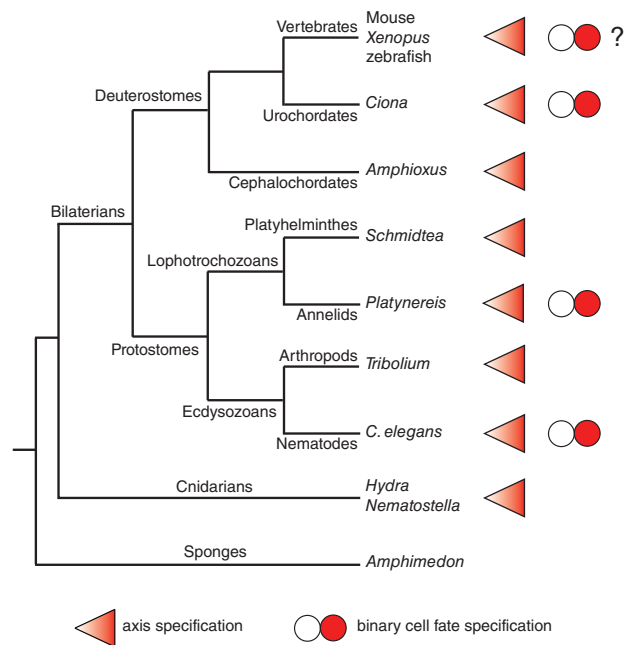 Vertebrates
Mouse
Xenopus
zebrafish
?
Deuterostomes
Urochordates
Ciona
Cephalochordates
Amphioxus
Bilaterians
Platyhelminthes
Schmidtea
Lophotrochozoans
Annelids
Platynereis
Protostomes
Arthropods
Tribolium
Ecdysozoans
Nematodes
C. elegans
Cnidarians
Hydra
Nematostella
Sponges
Amphimedon
axis specification
binary cell fate specification